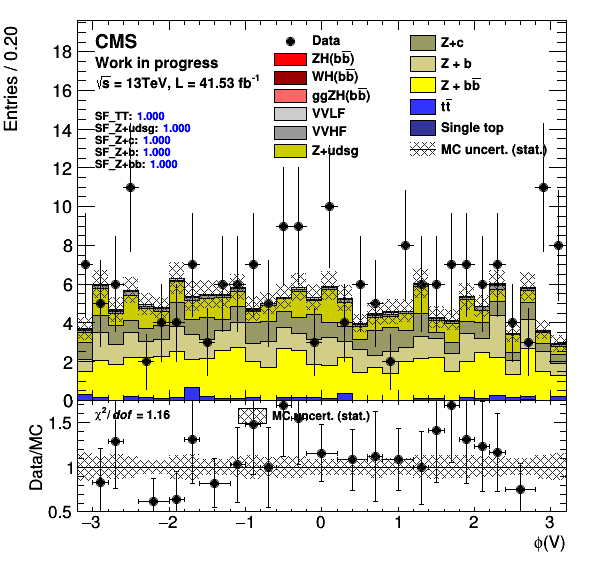 CMS
Work in progress
√s = 13TeV, L = 41.53 fb⁻¹
SF_TT: 1.000
SF_Z+udsg: 1.000
SF_Z+c: 1.000
SF_Z+b: 1.000
SF_Z+bb: 1.000
Data
ZH(bb̅)
WH(bb̅)
ggZH(bb̅)
VVLF
VVHF
Z+udsg
Z+c
Z + b
Z + bb̅
tt̅
Single top
MC uncert. (stat.)
Entries / 0.20
18
16
14
12
10
8
6
4
2
0
χ²/dof = 1.16
MC uncert. (stat.)
Data/MC
1.5
1
0.5
−3 −2 −1 0 1 2 3
ϕ(V)